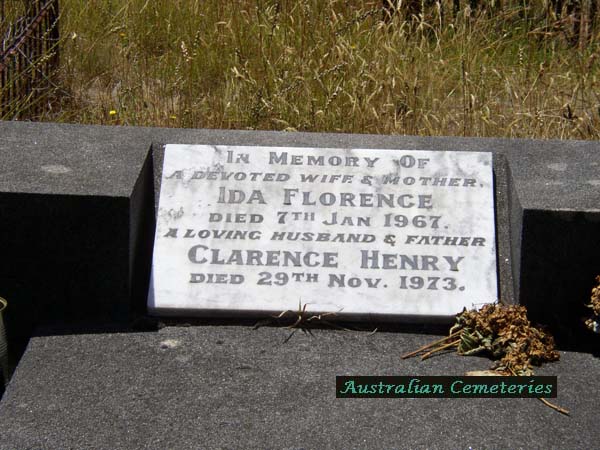 In Memory Of
A DEVOTED WIFE & MOTHER.
IDA FLORENCE
DIED 7TH JAN 1967.
A LOVING HUSBAND & FATHER
CLARENCE HENRY
DIED 29TH NOV. 1973.
Australian Cemeteries